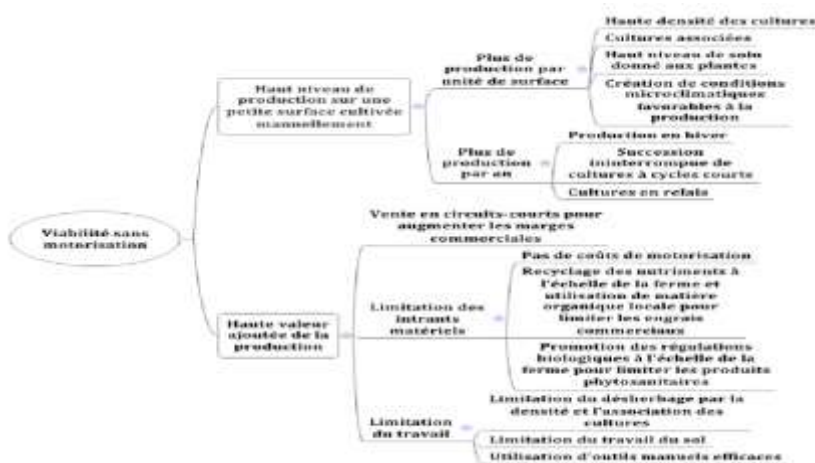 Viabilité sans
motorisation
Haut niveau de
production sur une
petite surface cultivée
manuellement
Plus de
production par
unité de surface
Haute densité des cultures
Cultures associées
Haut niveau de soin
donné aux plantes
Création de conditions
microclimatiques
favorables à la
production
Plus de
production
par an
Production en hiver
Succession
ininterrompue de
cultures à cycles courts
Cultures en relais
Haute valeur
ajoutée de la
production
Vente en circuits-courts pour
augmenter les marges
commerciales
Limitation des
intrants
matériels
Pas de coûts de motorisation
Recyclage des nutriments à
l'échelle de la ferme et
utilisation de matière
organique locale pour
limiter les engrais
commerciaux
Promotion des régulations
biologiques à l'échelle de la
ferme pour limiter les produits
phytosanitaires
Limitation
du travail
Limitation du désherbage par la
densité et l'association des
cultures
Limitation du travail du sol
Utilisation d'outils manuels efficaces